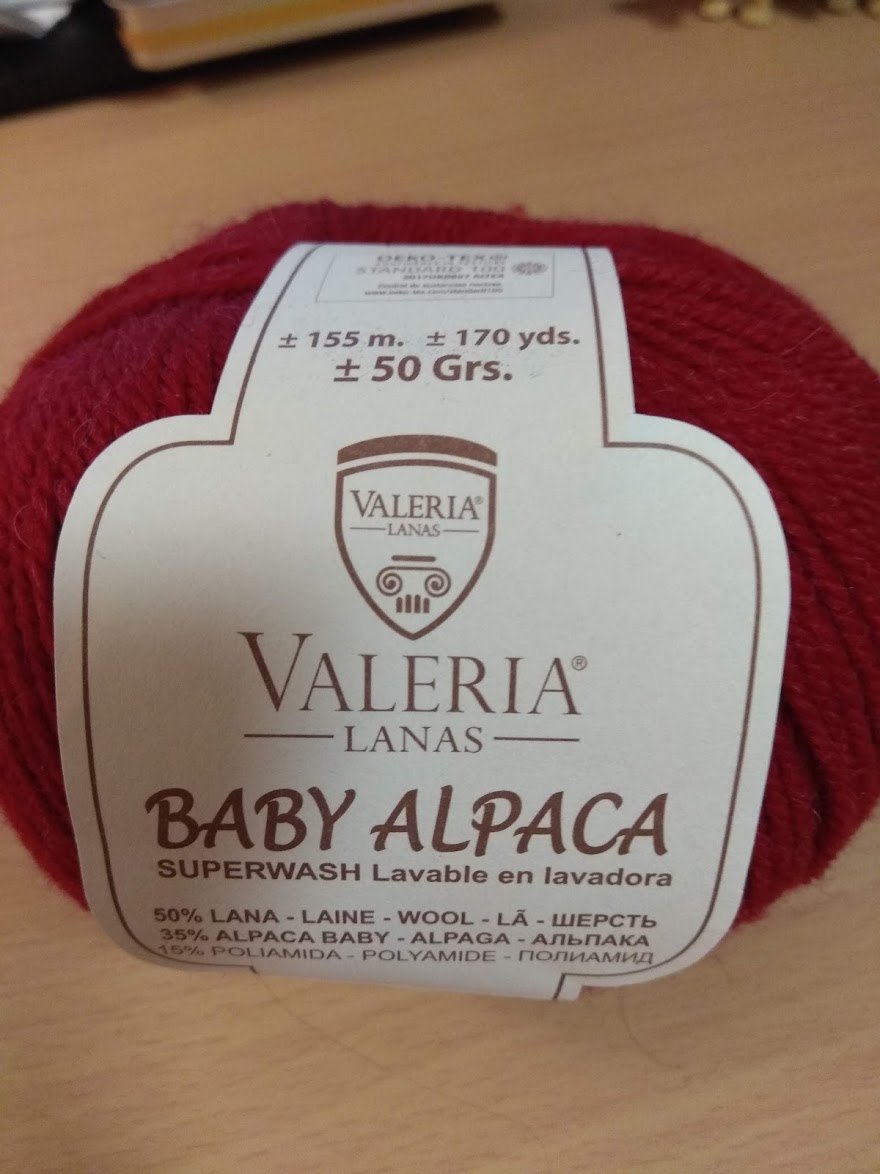 OEKO-TEX®
STANDARD 100
± 155 m. ± 170 yds.
± 50 Grs.
VALERIA®
LANAS
VALERIA®
LANAS
BABY ALPACA
SUPERWASH Lavable en lavadora
50% LANA - LAINE - WOOL - LÃ - ШЕРСТЬ
35% ALPACA BABY - ALPAGA - АЛЬПАКА
15% POLIAMIDA - POLYAMIDE - ПОЛИАМИД